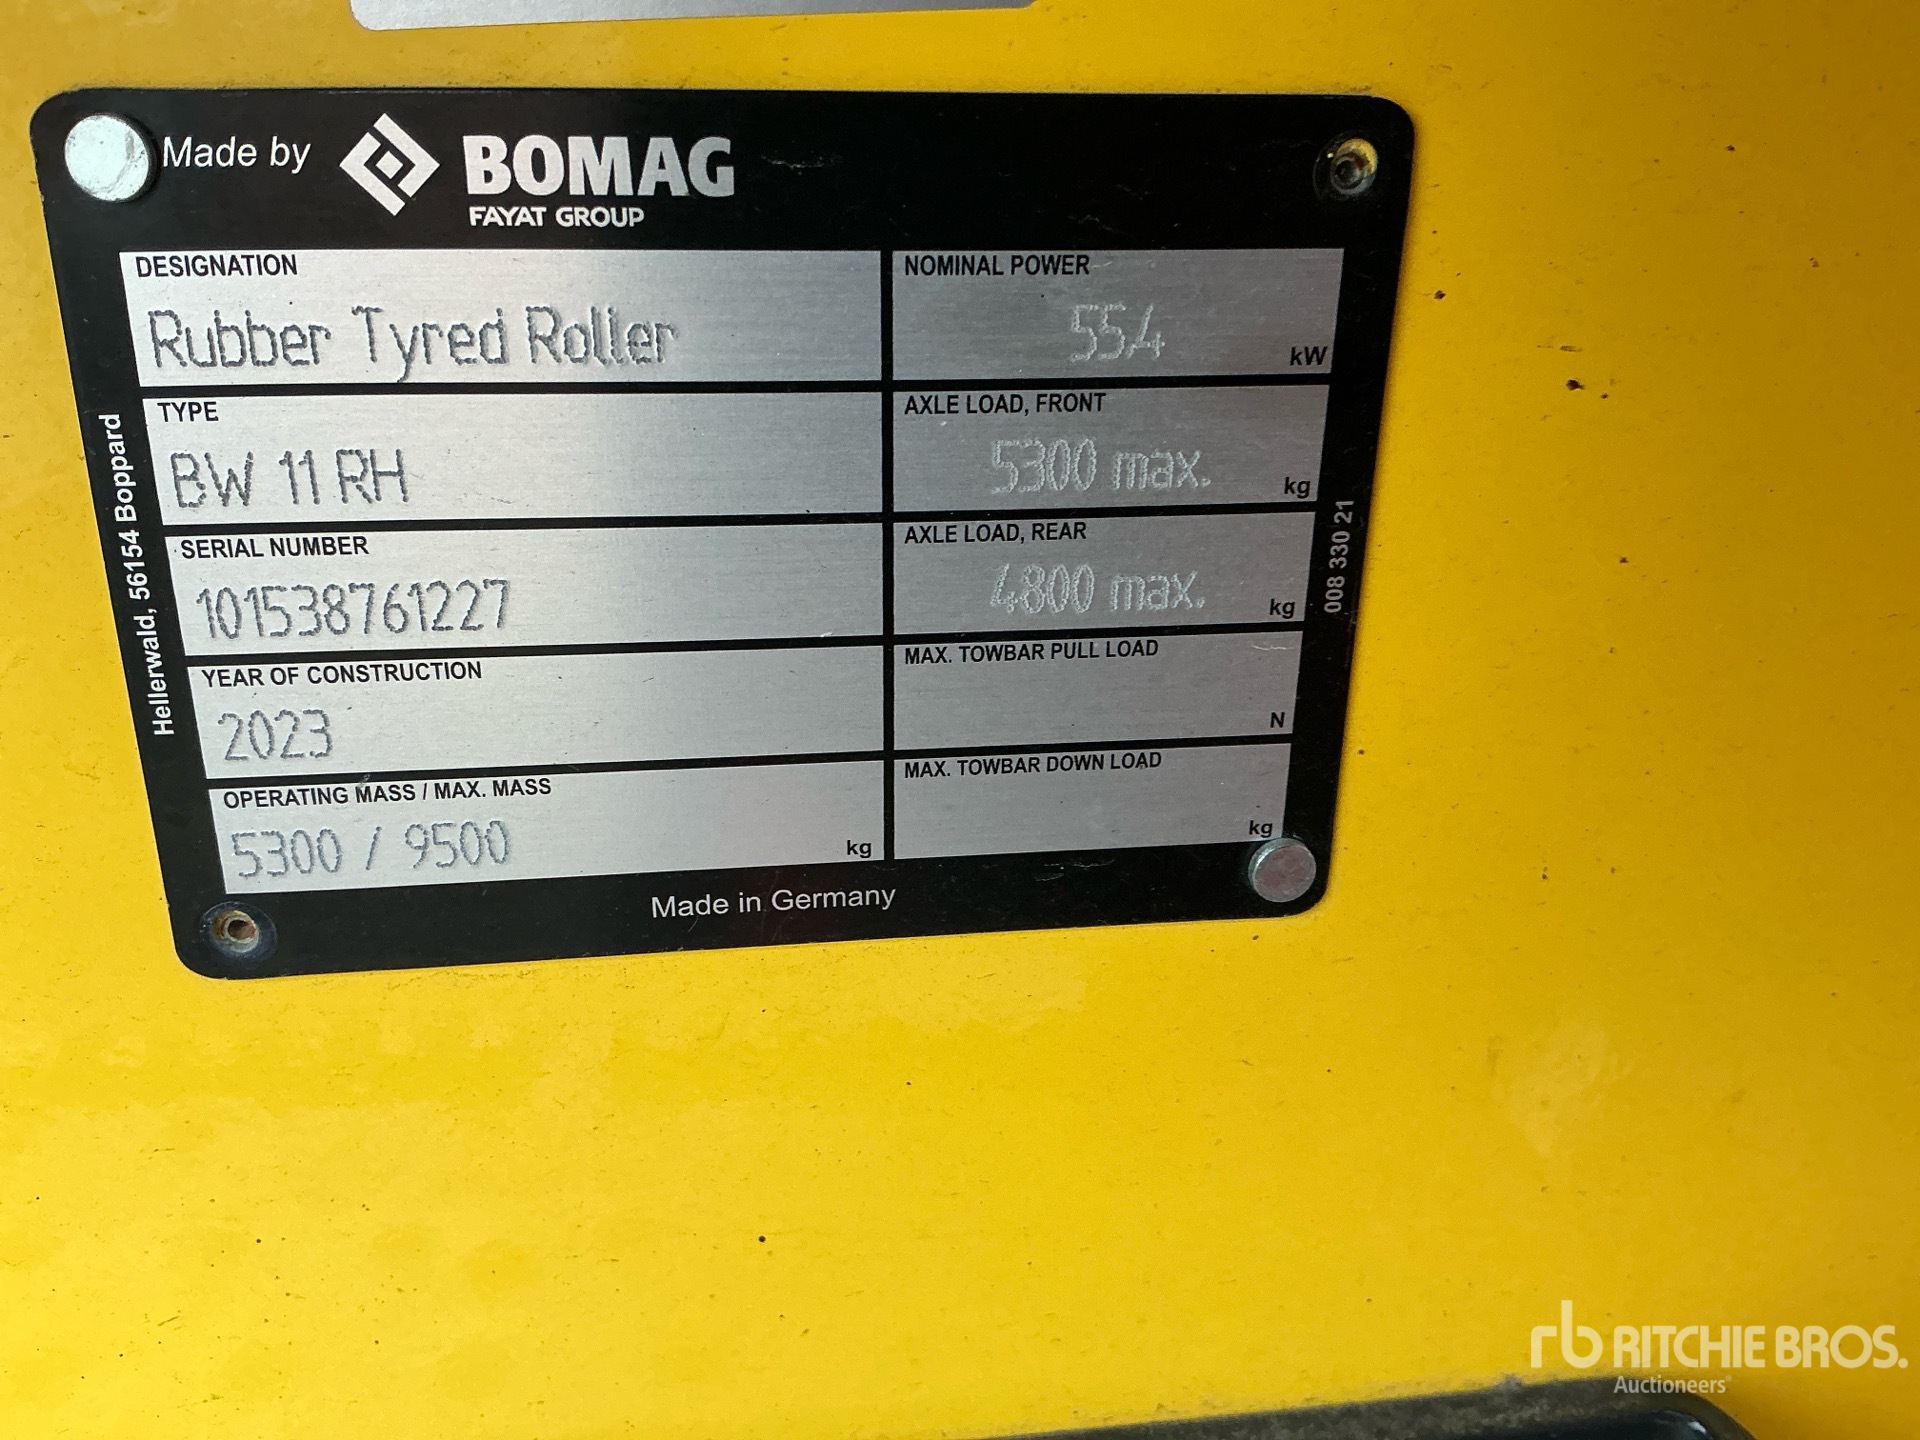 Made by BOMAG
FAYAT GROUP
DESIGNATION
Rubber Tyred Roller
NOMINAL POWER
55.4 kW
TYPE
BW 11 RH
AXLE LOAD, FRONT
5300 max. kg
SERIAL NUMBER
101538761227
AXLE LOAD, REAR
4800 max. kg
YEAR OF CONSTRUCTION
2023
MAX. TOWBAR PULL LOAD
N
OPERATING MASS / MAX. MASS
5300 / 9500 kg
MAX. TOWBAR DOWN LOAD
kg
Made in Germany
Hellerwald, 56154 Boppard
008 330 21
rb RITCHIE BROS.
Auctioneers